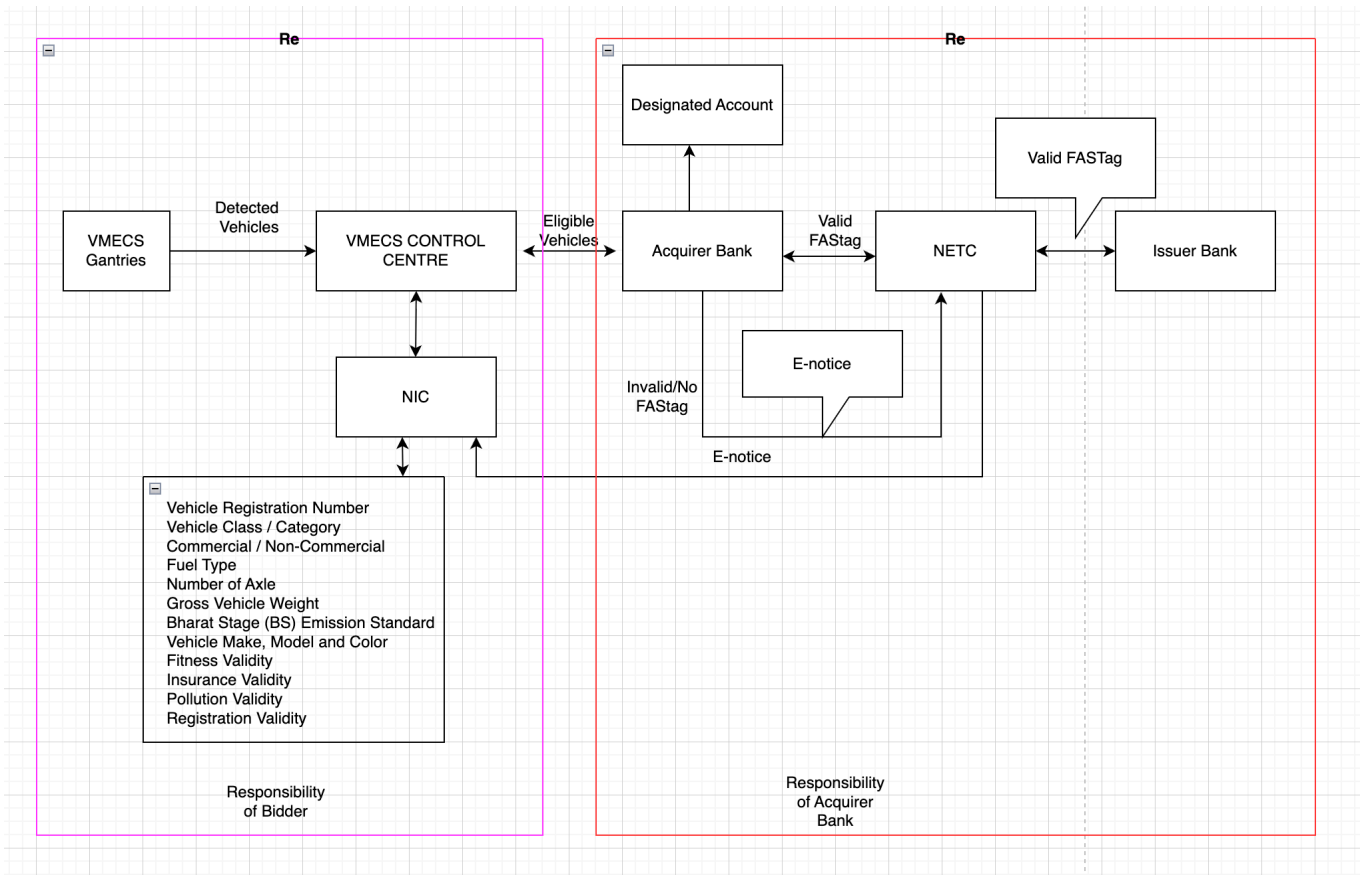 Re
Re
Designated Account
Valid FASTag
VMECS
Gantries
Detected
Vehicles
VMECS CONTROL
CENTRE
Eligible
Vehicles
Acquirer Bank
Valid
FAStag
NETC
Issuer Bank
NIC
Invalid/No
FAStag
E-notice
E-notice
Vehicle Registration Number
Vehicle Class / Category
Commercial / Non-Commercial
Fuel Type
Number of Axle
Gross Vehicle Weight
Bharat Stage (BS) Emission Standard
Vehicle Make, Model and Color
Fitness Validity
Insurance Validity
Pollution Validity
Registration Validity
Responsibility
of Bidder
Responsibility
of Acquirer
Bank